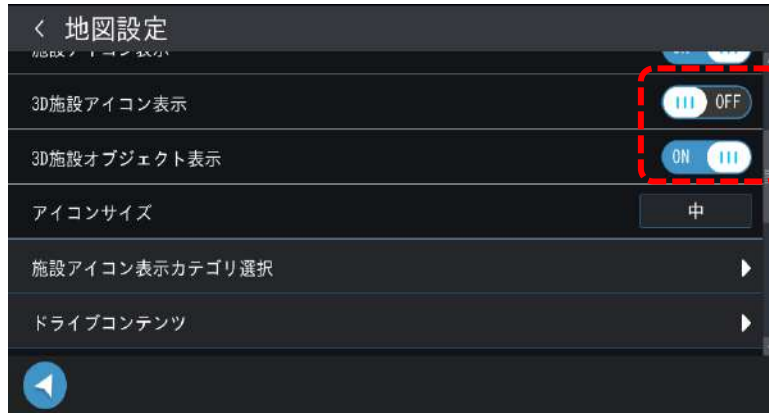 地図設定
3D施設アイコン表示
OFF
3D施設オブジェクト表示
ON
アイコンサイズ
中
施設アイコン表示カテゴリ選択
ドライブコンテンツ